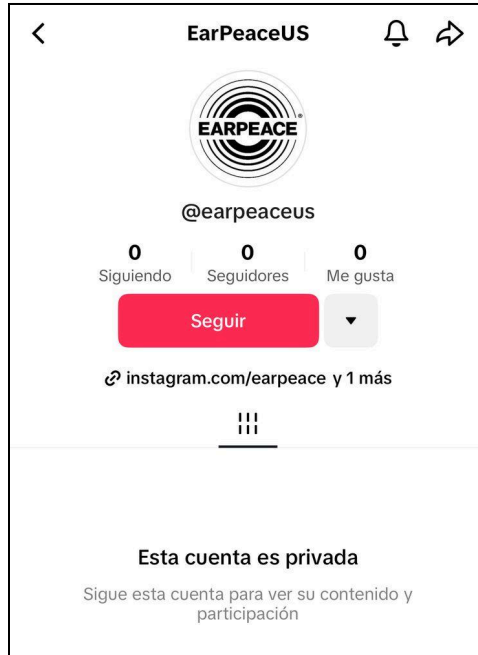 EarPeaceUS
EARPEACE®
@earpeaceus
0 0 0
Siguiendo Seguidores Me gusta
Seguir
instagram.com/earpeace y 1 más
Esta cuenta es privada
Sigue esta cuenta para ver su contenido y
participación